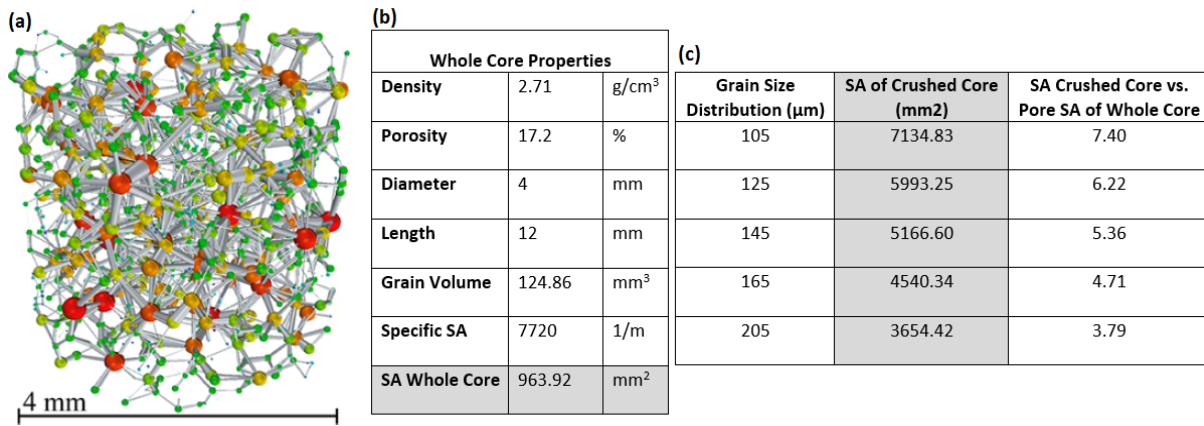 (a)
4 mm
(b)
Whole Core Properties
Density 2.71 g/cm³
Porosity 17.2 %
Diameter 4 mm
Length 12 mm
Grain Volume 124.86 mm³
Specific SA 7720 1/m
SA Whole Core 963.92 mm²
(c)
Grain Size Distribution (µm) SA of Crushed Core (mm2) SA Crushed Core vs. Pore SA of Whole Core
105 7134.83 7.40
125 5993.25 6.22
145 5166.60 5.36
165 4540.34 4.71
205 3654.42 3.79